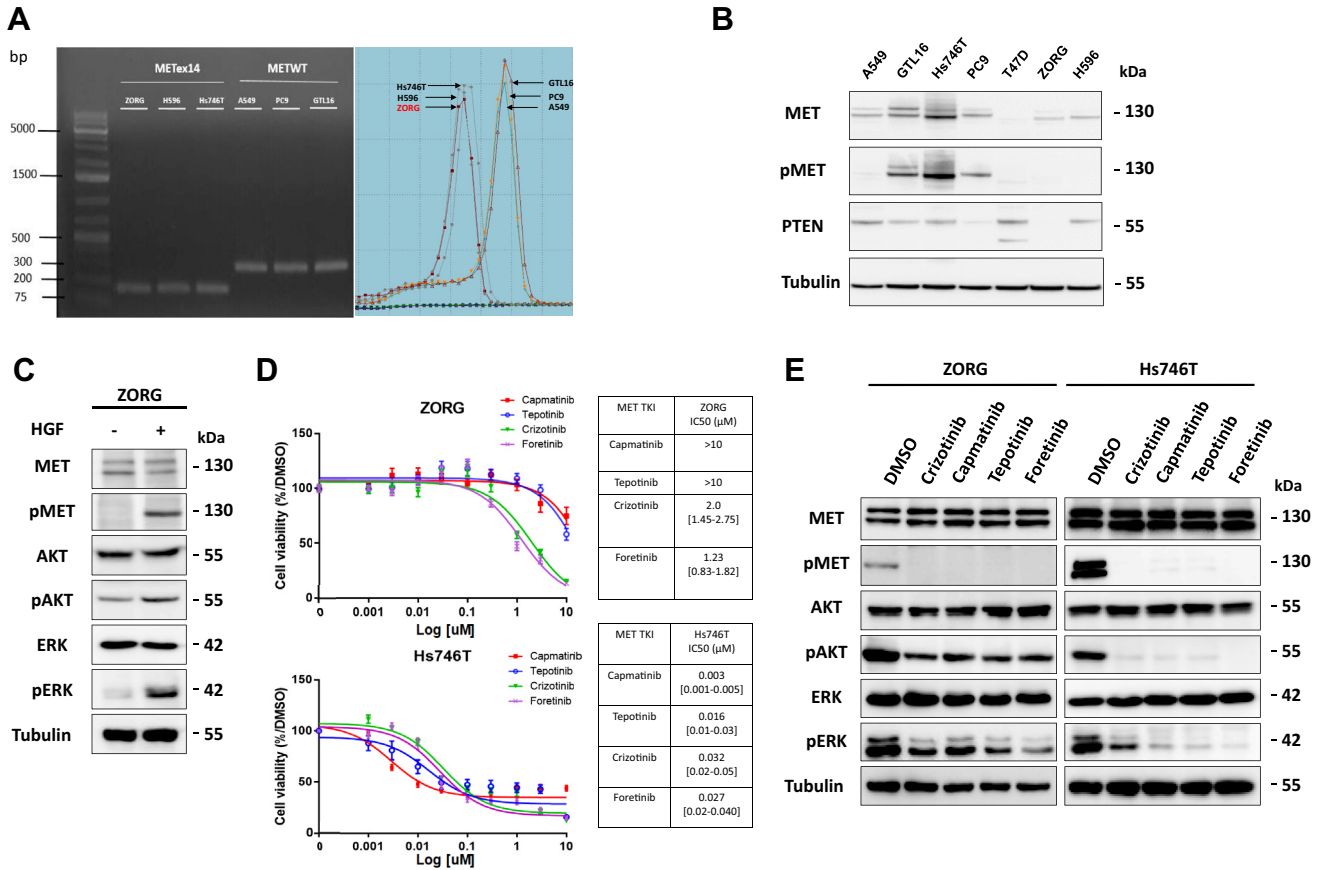 A
bp
METex14 METWT
ZORG H596 Hs746T A549 PC9 GTL16
5000
1500
500
300
200
75
Hs746T
H596
ZORG
GTL16
PC9
A549
B
A549 GTL16 Hs746T PC9 T47D ZORG H596
kDa
MET - 130
pMET - 130
PTEN - 55
Tubulin - 55
C
ZORG
HGF - +
kDa
MET - 130
pMET - 130
AKT - 55
pAKT - 55
ERK - 42
pERK - 42
Tubulin - 55
D
ZORG
Capmatinib
Tepotinib
Crizotinib
Foretinib
Cell viability (%/DMSO)
150
100
50
0
0 0.001 0.01 0.1 1 10
Log [uM]
MET TKI ZORG
IC50 (µM)
Capmatinib >10
Tepotinib >10
Crizotinib 2.0
[1.45-2.75]
Foretinib 1.23
[0.83-1.82]
Hs746T
Capmatinib
Tepotinib
Crizotinib
Foretinib
Cell viability (%/DMSO)
150
100
50
0
0 0.001 0.01 0.1 1 10
Log [uM]
MET TKI Hs746T
IC50 (µM)
Capmatinib 0.003
[0.001-0.005]
Tepotinib 0.016
[0.01-0.03]
Crizotinib 0.032
[0.02-0.05]
Foretinib 0.027
[0.02-0.040]
E
ZORG Hs746T
DMSO Crizotinib Capmatinib Tepotinib Foretinib DMSO Crizotinib Capmatinib Tepotinib Foretinib
kDa
MET - 130
pMET - 130
AKT - 55
pAKT - 55
ERK - 42
pERK - 42
Tubulin - 55